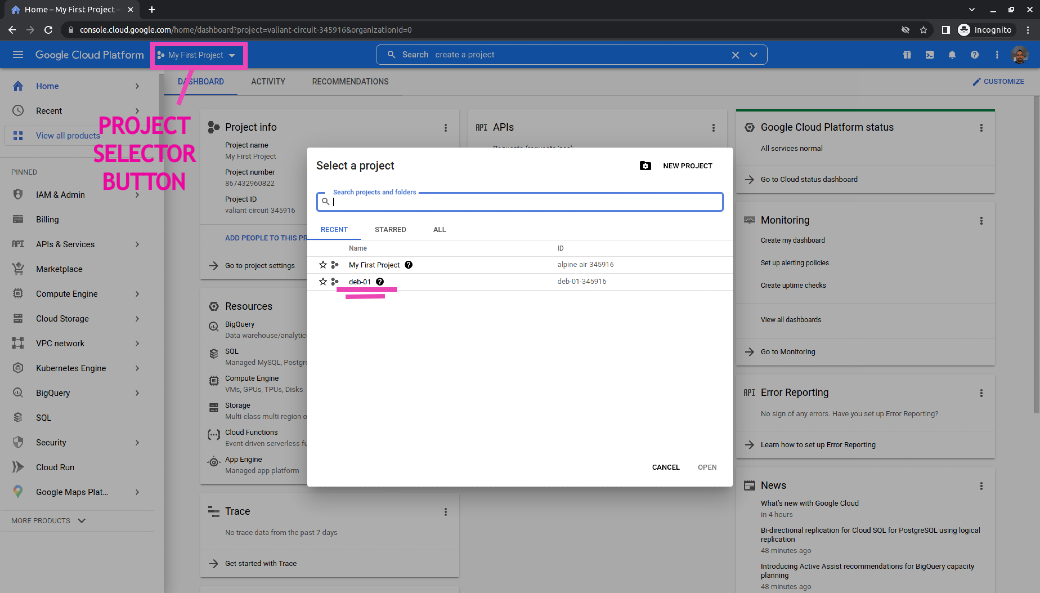 Home – My First Project –
console.cloud.google.com/home/dashboard?project=valiant-circuit-345916&organizationId=0
Incognito
Google Cloud Platform
My First Project
Search create a project
DASHBOARD
ACTIVITY
RECOMMENDATIONS
CUSTOMIZE
PROJECT
SELECTOR
BUTTON
Home
Recent
View all products
PINNED
IAM & Admin
Billing
APIs & Services
Marketplace
Compute Engine
Cloud Storage
VPC network
Kubernetes Engine
BigQuery
SQL
Security
Cloud Run
Google Maps Plat...
MORE PRODUCTS
Project info
Project name
My First Project
Project number
867432960822
Project ID
valiant-circuit-345916
ADD PEOPLE TO THIS PR
Go to project settings
Resources
BigQuery
Data warehouse/analytic
SQL
Managed MySQL, Postgr
Compute Engine
VMs, GPUs, TPUs, Disks
Storage
Multi-class multi-region o
Cloud Functions
Event driven serverless fu
App Engine
Managed app platform
Trace
No trace data from the past 7 days
Get started with Trace
API APIs
Select a project
NEW PROJECT
Search projects and folders
RECENT
STARRED
ALL
Name
ID
My First Project
alpine-air-345916
deb-01
deb-01-345916
CANCEL
OPEN
Google Cloud Platform status
All services normal
Go to Cloud status dashboard
Monitoring
Create my dashboard
Set up alerting policies
Create uptime checks
View all dashboards
Go to Monitoring
Error Reporting
No sign of any errors. Have you set up Error Reporting?
Learn how to set up Error Reporting
News
What's new with Google Cloud
in 4 hours
Bi-directional replication for Cloud SQL for PostgreSQL using logical
replication
48 minutes ago
Introducing Active Assist recommendations for BigQuery capacity
planning
48 minutes ago